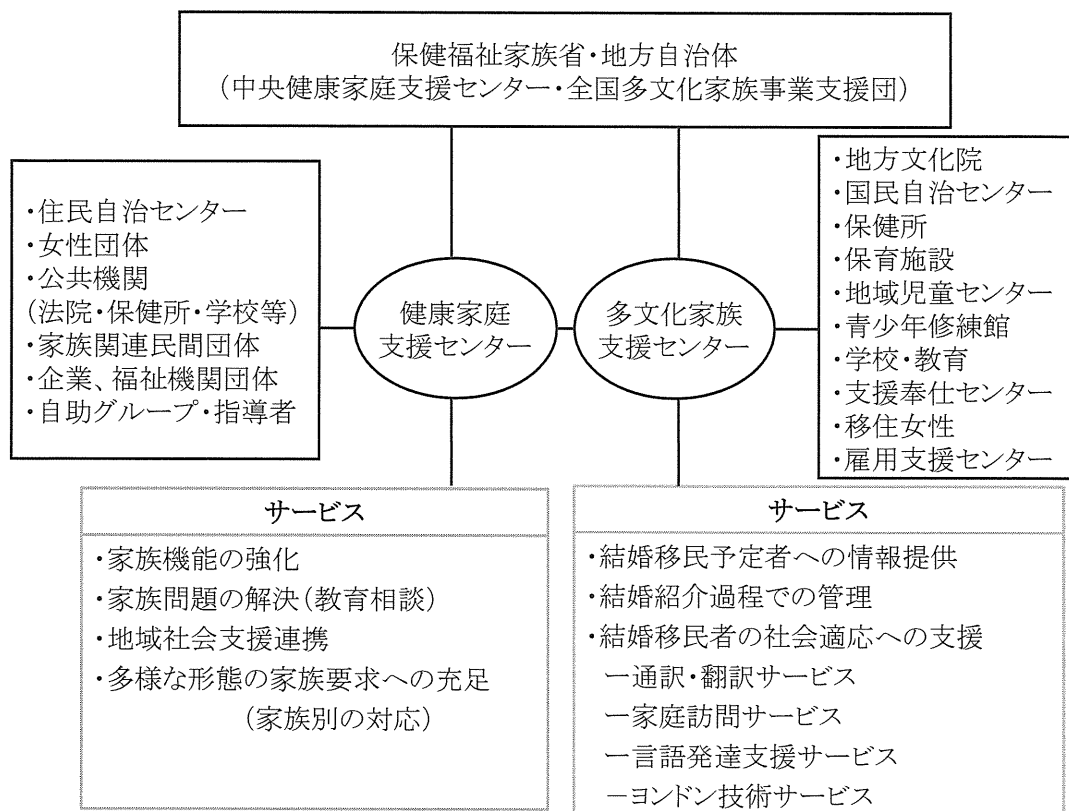 保健福祉家族省・地方自治体
(中央健康家庭支援センター・全国多文化家族事業支援団)
・住民自治センター
・女性団体
・公共機関
(法院・保健所・学校等)
・家族関連民間団体
・企業、福祉機関団体
・自助グループ・指導者
健康家庭
支援センター
多文化家族
支援センター
・地方文化院
・国民自治センター
・保健所
・保育施設
・地域児童センター
・青少年修練館
・学校・教育
・支援奉仕センター
・移住女性
・雇用支援センター
サービス
・家族機能の強化
・家族問題の解決(教育相談)
・地域社会支援連携
・多様な形態の家族要求への充足
(家族別の対応)
サービス
・結婚移民予定者への情報提供
・結婚紹介過程での管理
・結婚移民者の社会適応への支援
ー通訳・翻訳サービス
ー家庭訪問サービス
ー言語発達支援サービス
－ヨンドン技術サービス